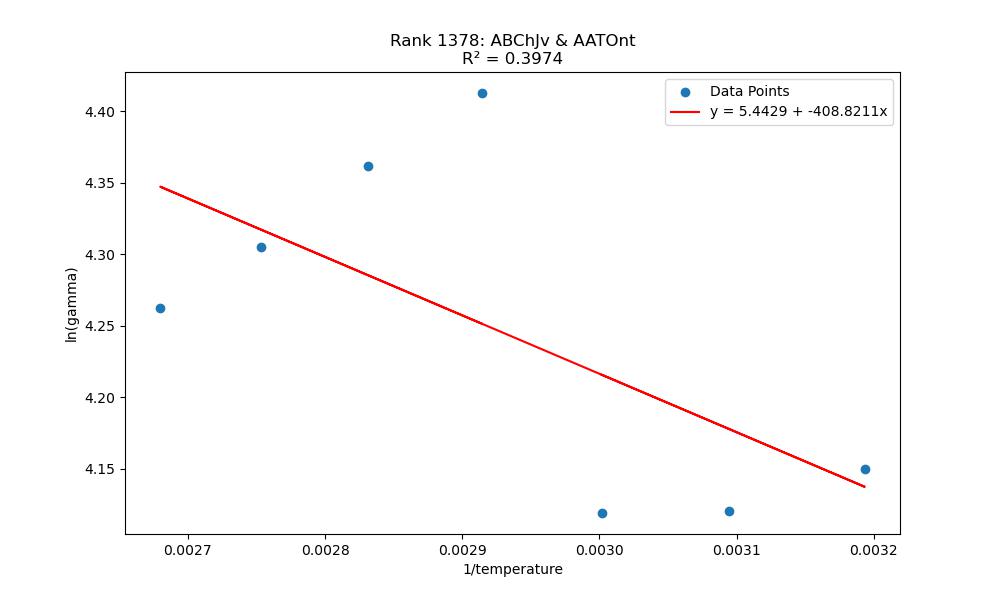 Rank 1378: ABChJv & AATOnt
R² = 0.3974
Data Points
y = 5.4429 + -408.8211x
4.40
4.35
4.30
4.25
4.20
4.15
ln(gamma)
0.0027
0.0028
0.0029
0.0030
0.0031
0.0032
1/temperature